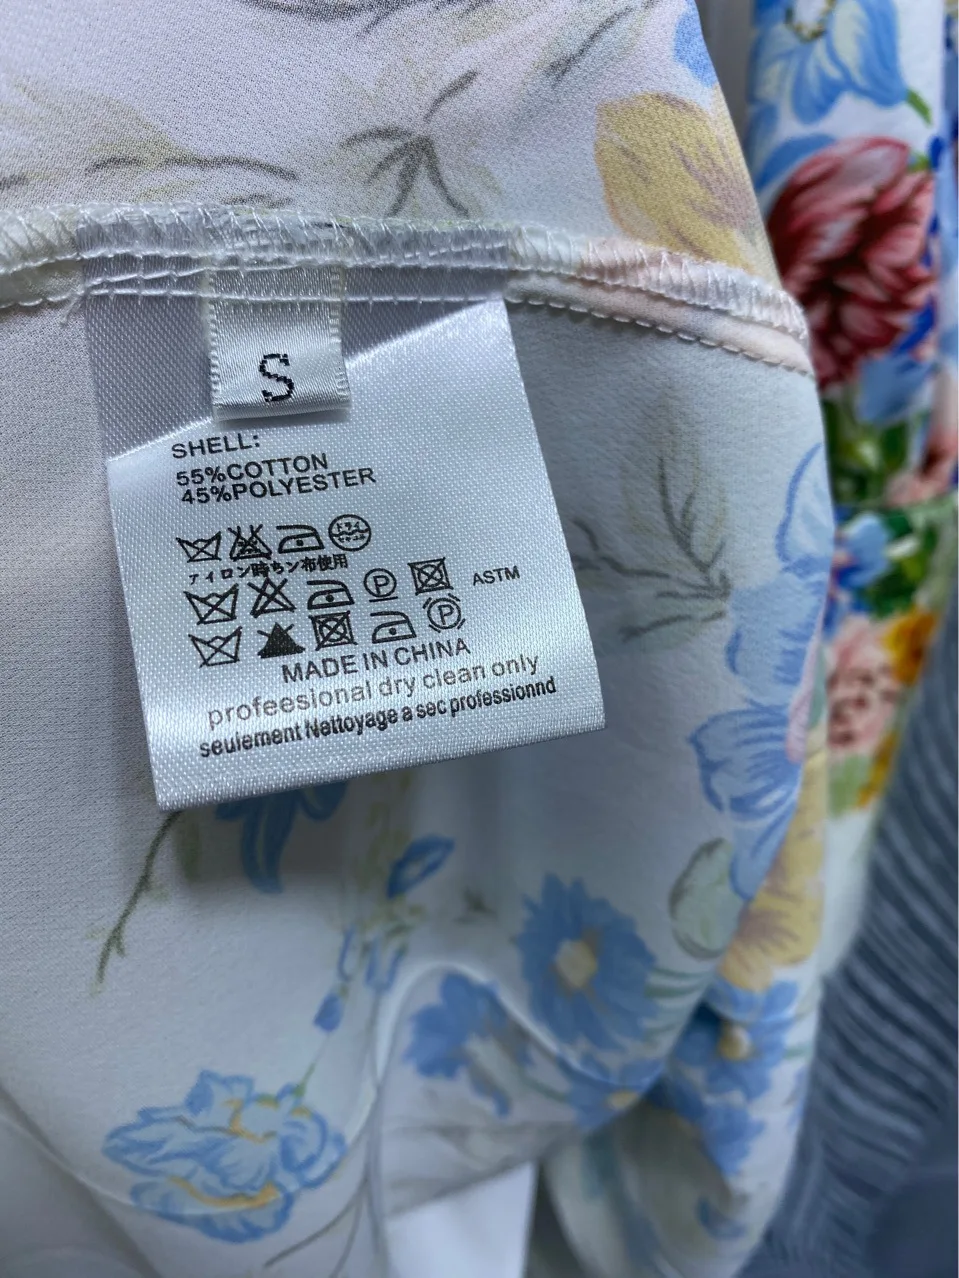 S
SHELL:
55%COTTON
45%POLYESTER
アイロン時ちン布使用
P
ASTM
P
MADE IN CHINA
profeesional dry clean only
seulement Nettoyage a sec professionnd